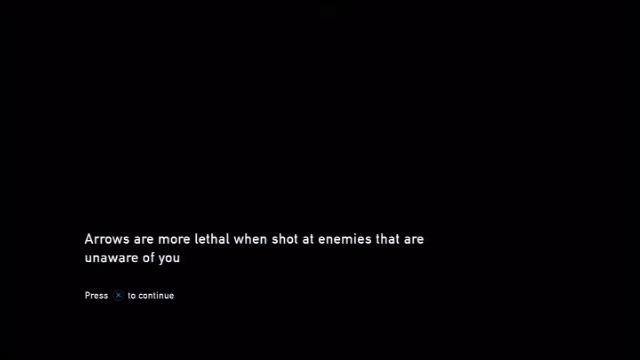 Arrows are more lethal when shot at enemies that are
unaware of you
Press ⓧ to continue